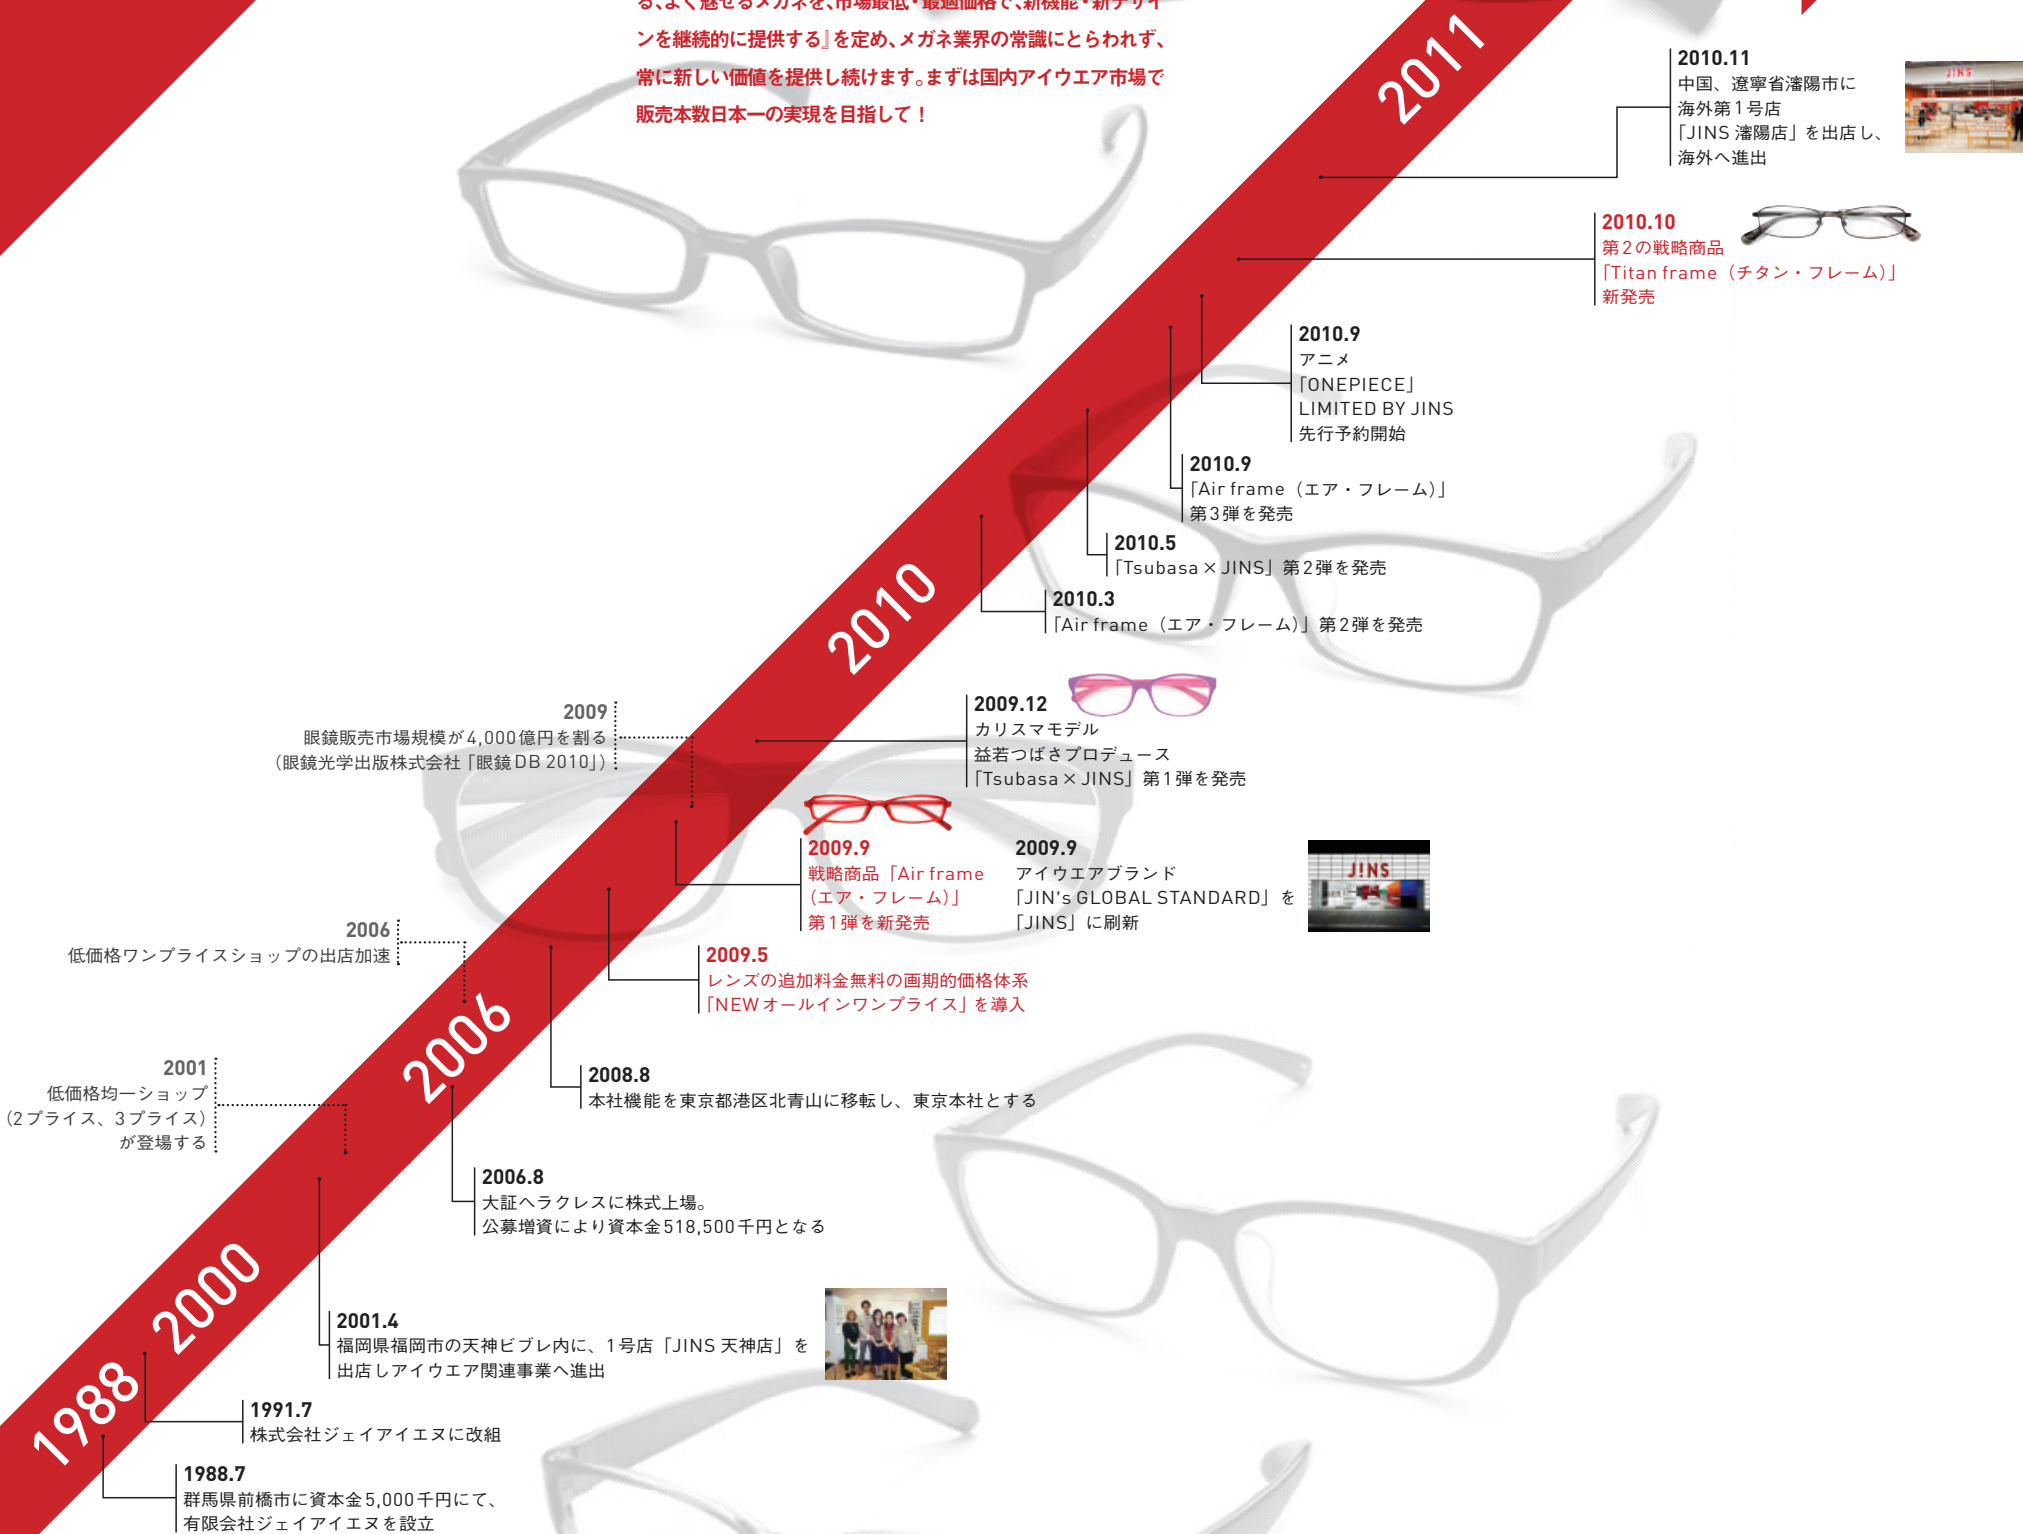 る、よく魅せるメガネを、市場最低・最適価格で、新機能・新デザイ
ンを継続的に提供する』を定め、メガネ業界の常識にとらわれず、
常に新しい価値を提供し続けます。まずは国内アイウエア市場で
販売本数日本一の実現を目指して！
2011
2010.11
中国、遼寧省瀋陽市に
海外第1号店
「JINS 瀋陽店」を出店し、
海外へ進出
JINS
2010.10
第2の戦略商品
「Titan frame（チタン・フレーム）」
新発売
2010.9
アニメ
「ONEPIECE」
LIMITED BY JINS
先行予約開始
2010.9
「Air frame（エア・フレーム）」
第3弾を発売
2010.5
「Tsubasa×JINS」第2弾を発売
2010.3
「Air frame（エア・フレーム）」第2弾を発売
2010
2009.12
カリスマモデル
益若つばさプロデュース
「Tsubasa×JINS」第1弾を発売
2009
眼鏡販売市場規模が4,000億円を割る
（眼鏡光学出版株式会社「眼鏡DB 2010」）
2009.9
戦略商品「Air frame
（エア・フレーム）」
第1弾を新発売
2009.9
アイウエアブランド
「JIN's GLOBAL STANDARD」を
「JINS」に刷新
J!NS
2009.5
レンズの追加料金無料の画期的価格体系
「NEWオールインワンプライス」を導入
2006
低価格ワンプライスショップの出店加速
2006
2008.8
本社機能を東京都港区北青山に移転し、東京本社とする
2001
低価格均一ショップ
（2プライス、3プライス）
が登場する
2006.8
大証ヘラクレスに株式上場。
公募増資により資本金518,500千円となる
2000
2001.4
福岡県福岡市の天神ビブレ内に、1号店「JINS 天神店」を
出店しアイウエア関連事業へ進出
1988
1991.7
株式会社ジェイアイエヌに改組
1988.7
群馬県前橋市に資本金5,000千円にて、
有限会社ジェイアイエヌを設立